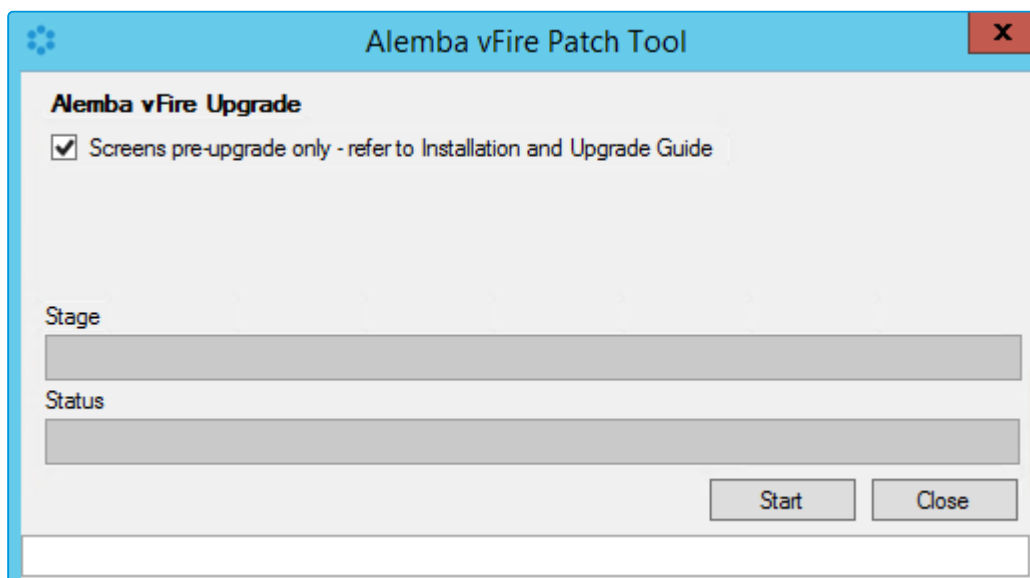 Alemba vFire Patch Tool
x
Alemba vFire Upgrade
Screens pre-upgrade only - refer to Installation and Upgrade Guide
Stage
Status
Start Close